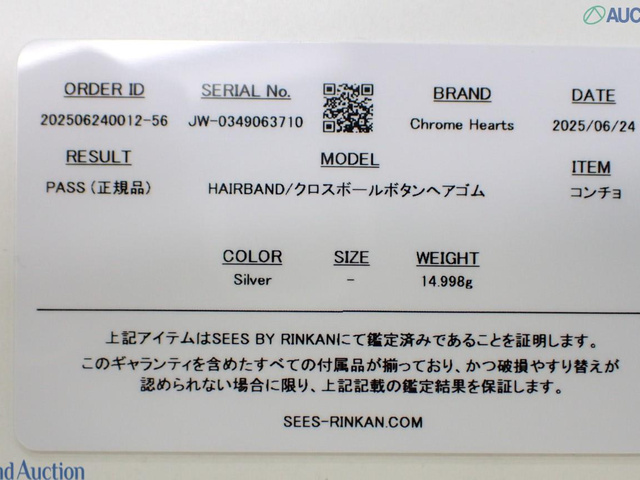 AUC
ORDER ID SERIAL No. BRAND DATE
202506240012-56 JW-0349063710 Chrome Hearts 2025/06/24
RESULT MODEL ITEM
PASS（正規品） HAIRBAND/クロスボールボタンヘアゴム コンチョ
COLOR SIZE WEIGHT
Silver - 14.998g
上記アイテムはSEES BY RINKANにて鑑定済みであることを証明します。
このギャランティを含めたすべての付属品が揃っており、かつ破損やすり替えが
認められない場合に限り、上記記載の鑑定結果を保証します。
SEES-RINKAN.COM
nd Auction